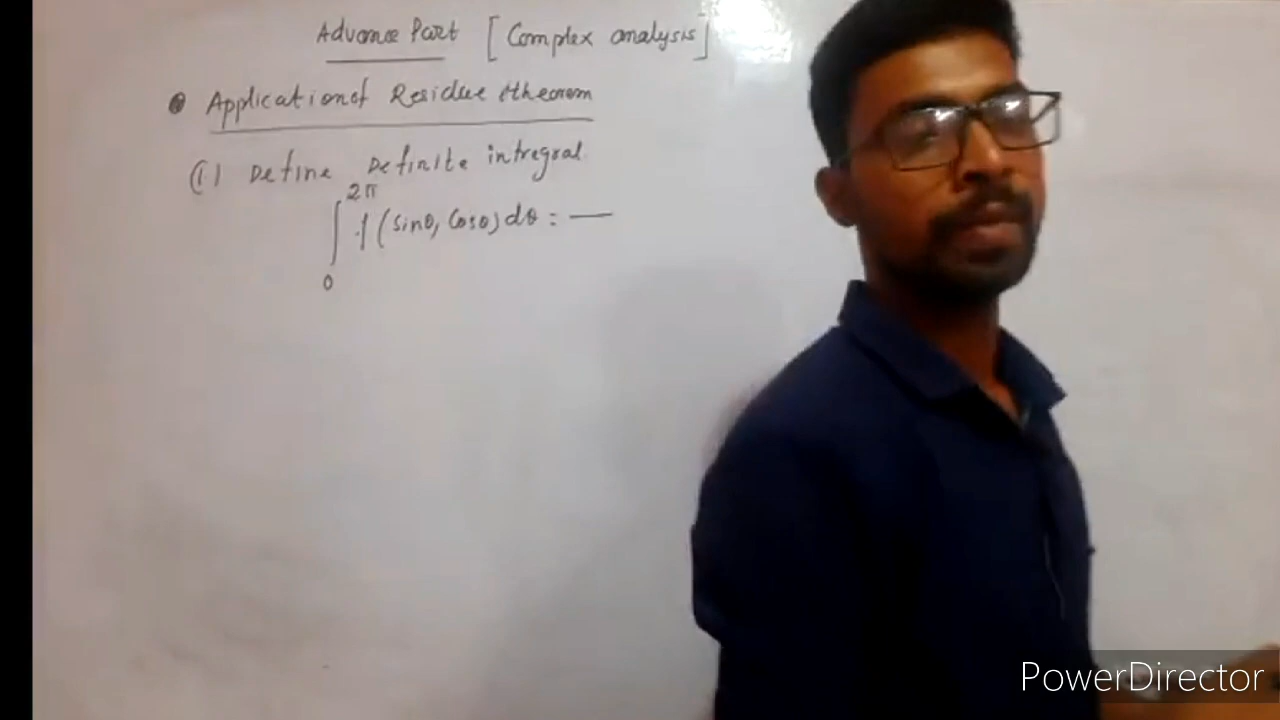 Advance Part [Complex analysis]
Application of Residue theorem
(1) Define Definite intregral
2π
∫ f (sinθ, cosθ) dθ = —
0
PowerDirector